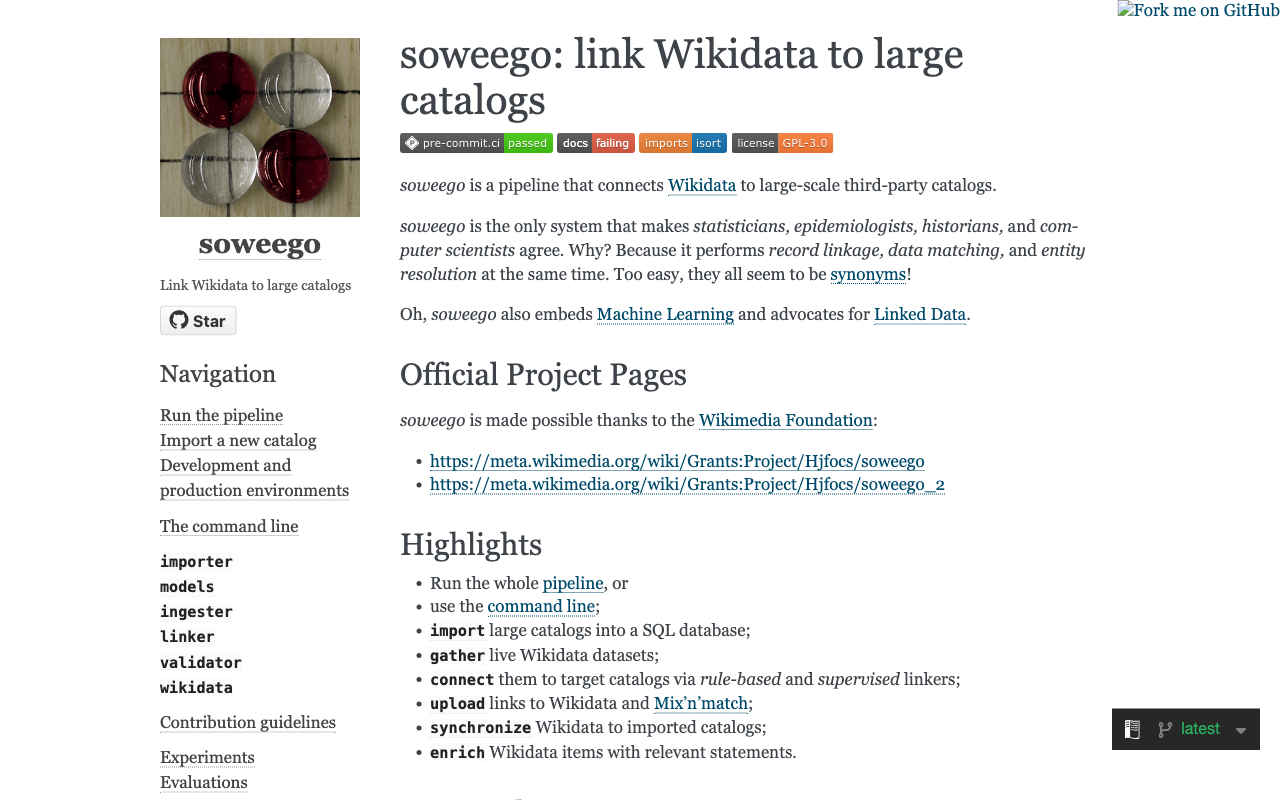 Fork me on GitHub
soweego
Link Wikidata to large catalogs
Star
Navigation
Run the pipeline
Import a new catalog
Development and
production environments
The command line
importer
models
ingester
linker
validator
wikidata
Contribution guidelines
Experiments
Evaluations
soweego: link Wikidata to large
catalogs
pre-commit.ci passed docs failing imports isort license GPL-3.0
soweego is a pipeline that connects Wikidata to large-scale third-party catalogs.
soweego is the only system that makes statisticians, epidemiologists, historians, and com-
puter scientists agree. Why? Because it performs record linkage, data matching, and entity
resolution at the same time. Too easy, they all seem to be synonyms!
Oh, soweego also embeds Machine Learning and advocates for Linked Data.
Official Project Pages
soweego is made possible thanks to the Wikimedia Foundation:
• https://meta.wikimedia.org/wiki/Grants:Project/Hjfocs/soweego
• https://meta.wikimedia.org/wiki/Grants:Project/Hjfocs/soweego_2
Highlights
• Run the whole pipeline, or
• use the command line;
• import large catalogs into a SQL database;
• gather live Wikidata datasets;
• connect them to target catalogs via rule-based and supervised linkers;
• upload links to Wikidata and Mix’n’match;
• synchronize Wikidata to imported catalogs;
• enrich Wikidata items with relevant statements.
latest